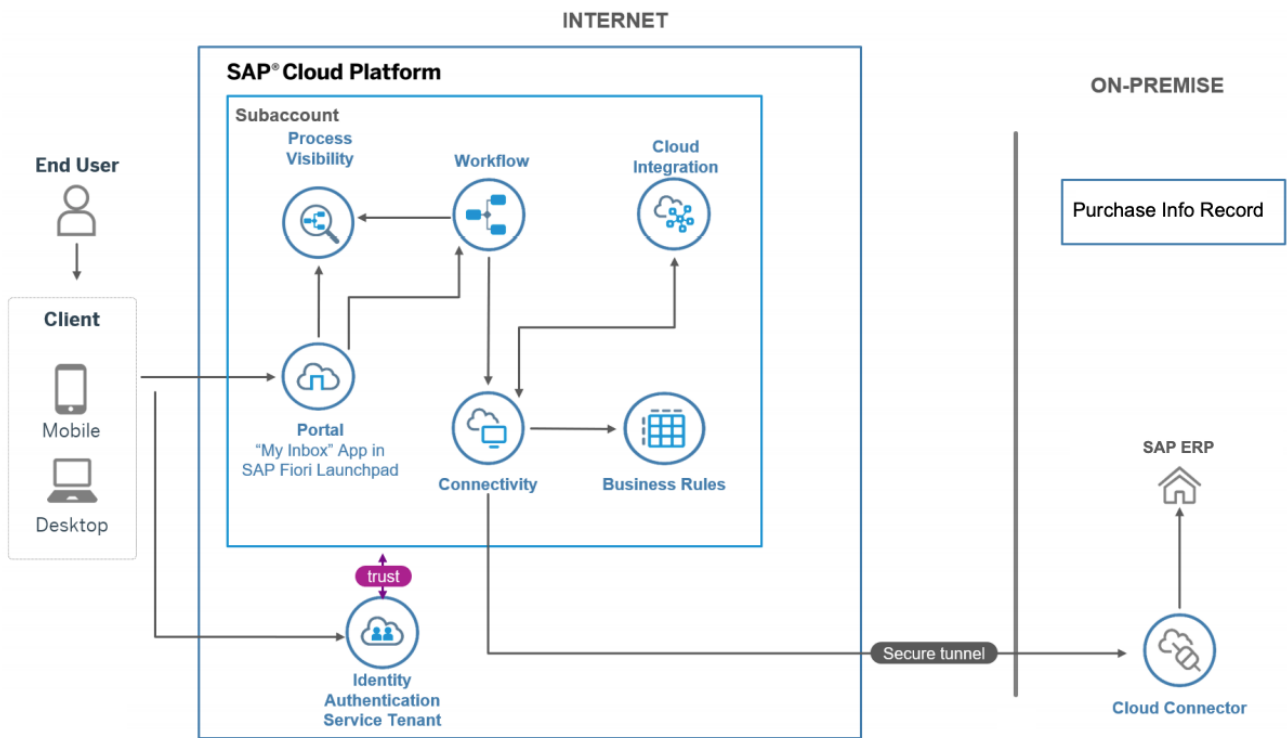 INTERNET
SAP® Cloud Platform
ON-PREMISE
Subaccount
Process
Visibility
Workflow
Cloud
Integration
End User
Purchase Info Record
Client
Mobile
Desktop
Portal
“My Inbox” App in
SAP Fiori Launchpad
Connectivity
Business Rules
SAP ERP
trust
Secure tunnel
Identity
Authentication
Service Tenant
Cloud Connector